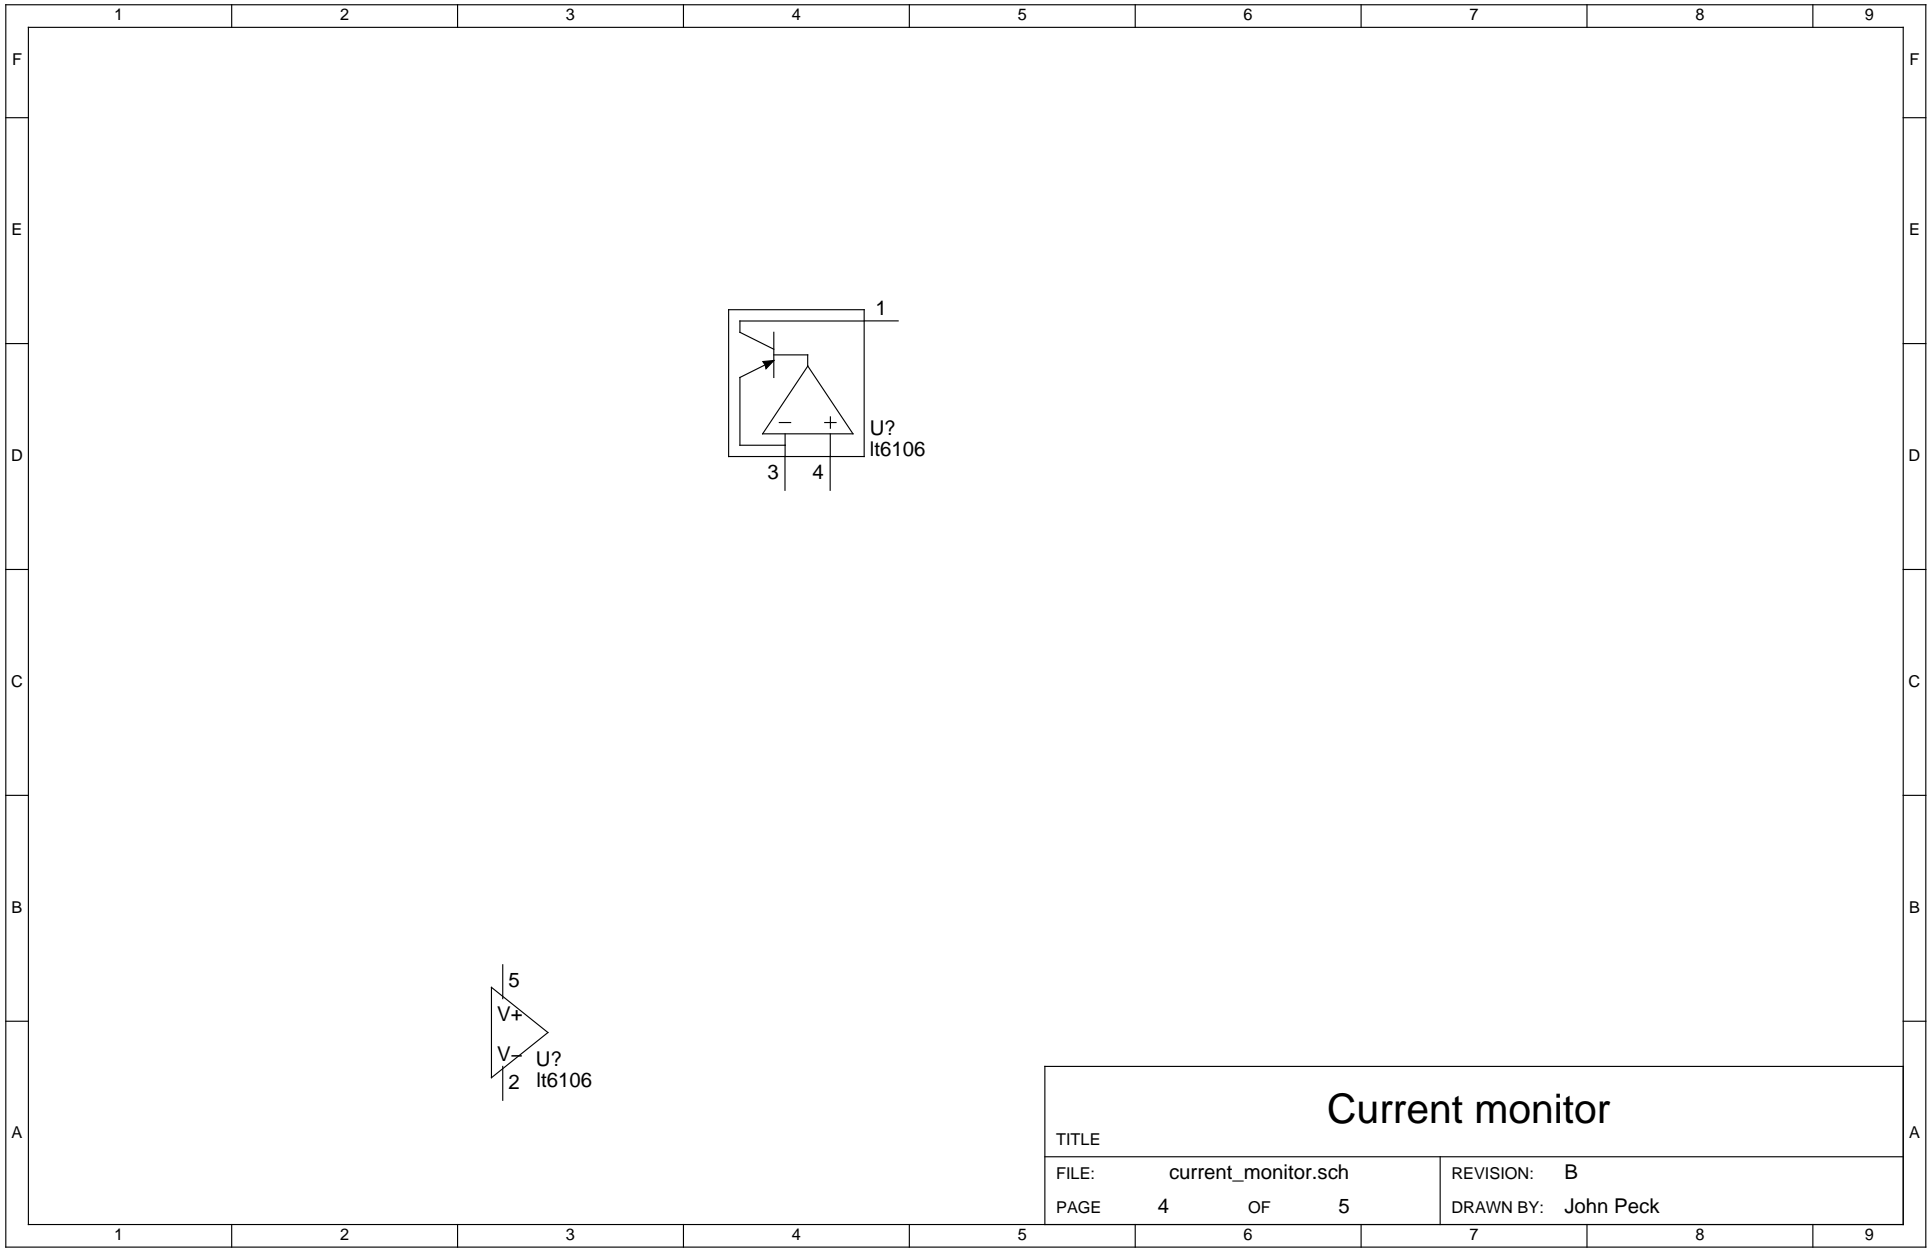 1 2 3 4 5 6 7 8 9
F F
E E
1
U?
lt6106
D D
3 4
C C
B B
5
V+
V−
U?
lt6106
2
Current monitor
TITLE
A A
FILE: current_monitor.sch REVISION: B
PAGE 4 OF 5 DRAWN BY: John Peck
1 2 3 4 5 6 7 8 9